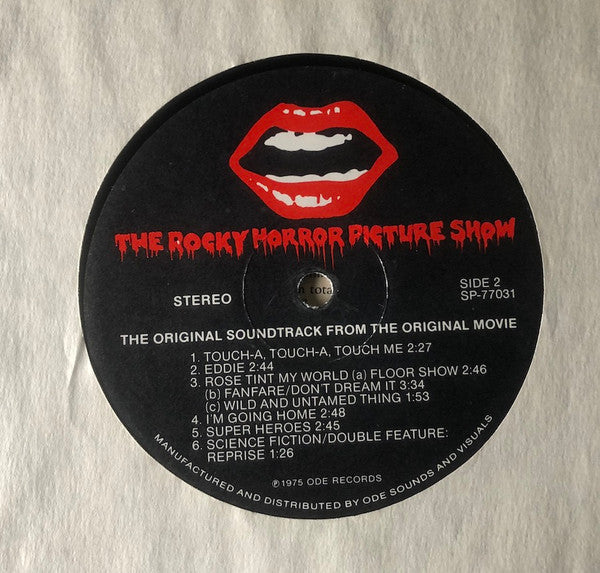 THE ROCKY HORROR PICTURE SHOW
STEREO
SIDE 2
SP-77031
THE ORIGINAL SOUNDTRACK FROM THE ORIGINAL MOVIE
1. TOUCH-A, TOUCH-A, TOUCH ME 2:27
2. EDDIE 2:44
3. ROSE TINT MY WORLD (a) FLOOR SHOW 2:46
(b) FANFARE/DON'T DREAM IT 3:34
(c) WILD AND UNTAMED THING 1:53
4. I'M GOING HOME 2:48
5. SUPER HEROES 2:45
6. SCIENCE FICTION/DOUBLE FEATURE:
REPRISE 1:26
℗1975 ODE RECORDS
MANUFACTURED AND DISTRIBUTED BY ODE SOUNDS AND VISUALS